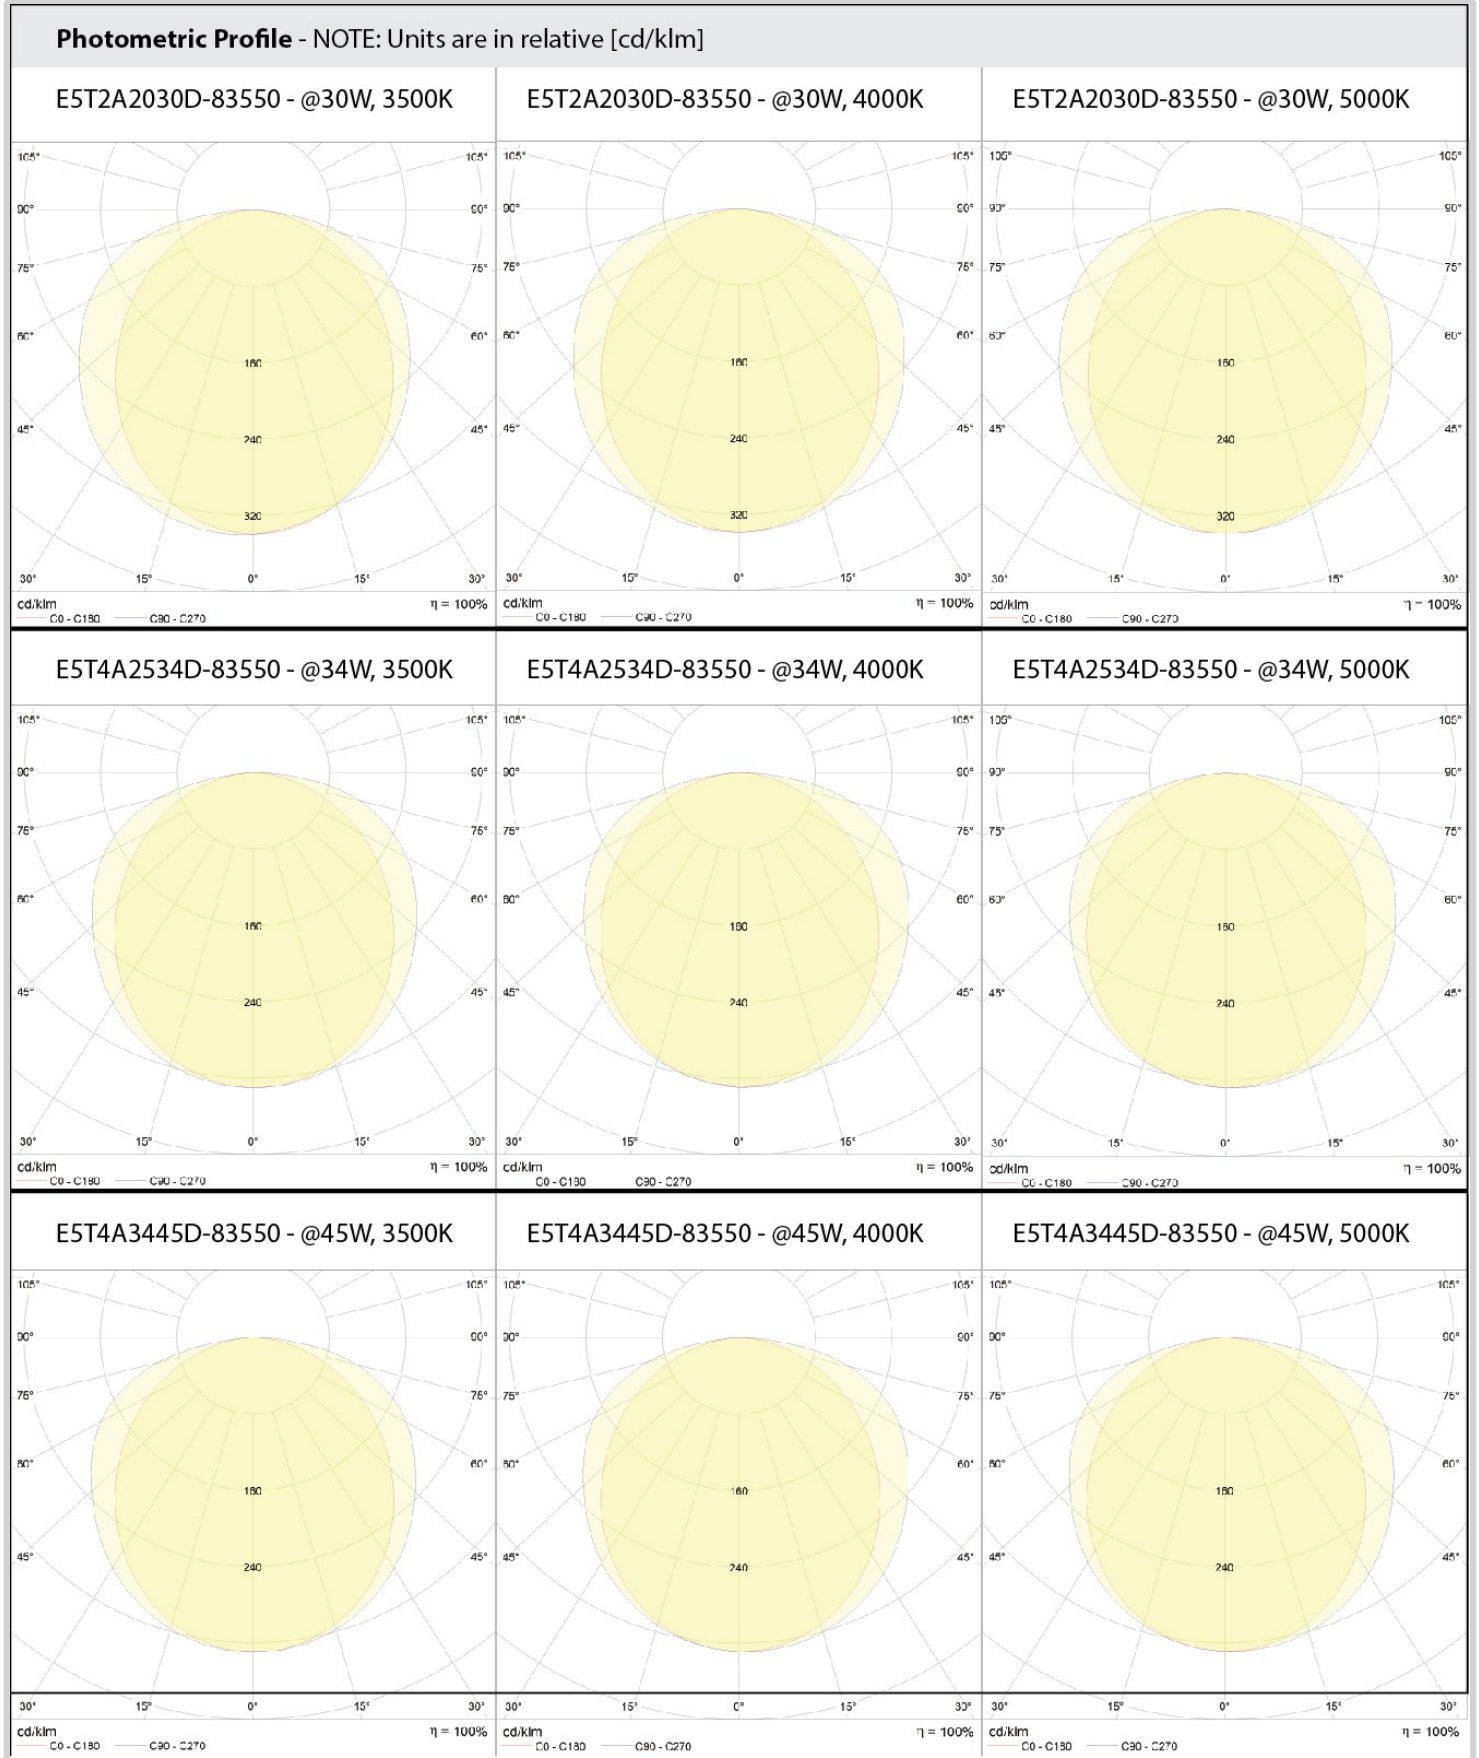 Photometric Profile - NOTE: Units are in relative [cd/klm]
E5T2A2030D-83550 - @30W, 3500K
E5T2A2030D-83550 - @30W, 4000K
E5T2A2030D-83550 - @30W, 5000K
105° 105° 105° 105° 105° 105°
90° 90° 90° 90° 90° 90°
75° 75° 75° 75° 75° 75°
60° 60° 60° 60° 60° 60°
160 160 160
45° 45° 45° 45° 45° 45°
240 240 240
320 320 320
30° 15° 0° 15° 30° 30° 15° 0° 15° 30° 30° 15° 0° 15° 30°
cd/klm η = 100% cd/klm η = 100% cd/klm η = 100%
C0 - C180 C90 - C270 C0 - C180 C90 - C270 C0 - C180 C90 - C270
E5T4A2534D-83550 - @34W, 3500K
E5T4A2534D-83550 - @34W, 4000K
E5T4A2534D-83550 - @34W, 5000K
105° 105° 105° 105° 105° 105°
90° 90° 90° 90° 90° 90°
75° 75° 75° 75° 75° 75°
60° 60° 60° 60° 60° 60°
160 160 160
45° 45° 45° 45° 45° 45°
240 240 240
30° 15° 0° 15° 30° 30° 15° 0° 15° 30° 30° 15° 0° 15° 30°
cd/klm η = 100% cd/klm η = 100% cd/klm η = 100%
C0 - C180 C90 - C270 C0 - C180 C90 - C270 C0 - C180 C90 - C270
E5T4A3445D-83550 - @45W, 3500K
E5T4A3445D-83550 - @45W, 4000K
E5T4A3445D-83550 - @45W, 5000K
105° 105° 105° 105° 105° 105°
90° 90° 90° 90° 90° 90°
75° 75° 75° 75° 75° 75°
60° 60° 60° 60° 60° 60°
160 160 160
45° 45° 45° 45° 45° 45°
240 240 240
30° 15° 0° 15° 30° 30° 15° 0° 15° 30° 30° 15° 0° 15° 30°
cd/klm η = 100% cd/klm η = 100% cd/klm η = 100%
C0 - C180 C90 - C270 C0 - C180 C90 - C270 C0 - C180 C90 - C270